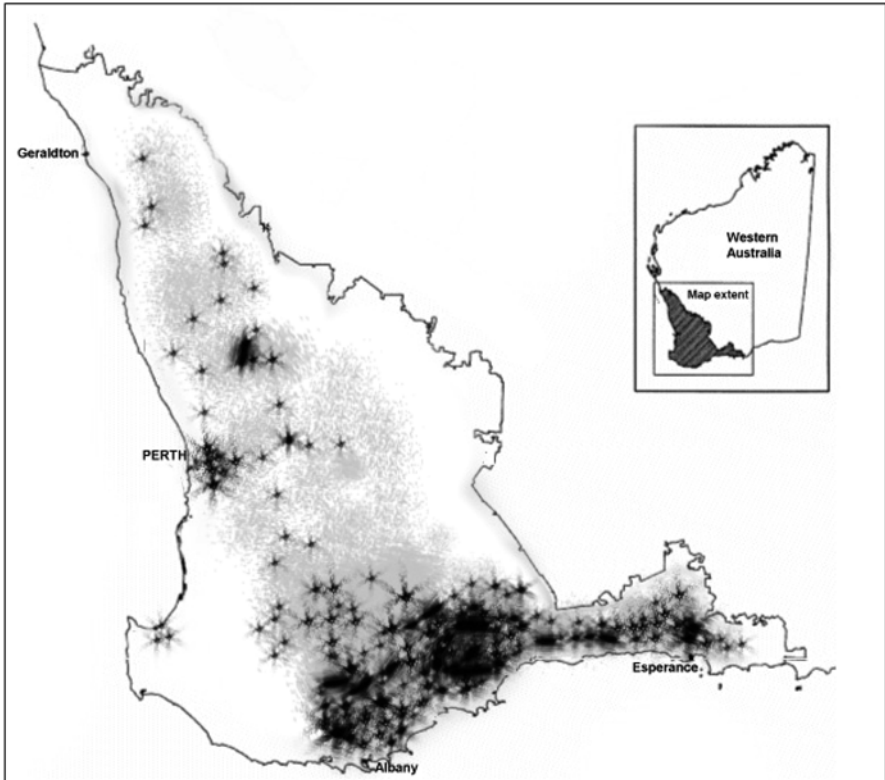 Geraldton
Western
Australia
Map extent
PERTH
Esperance
Albany